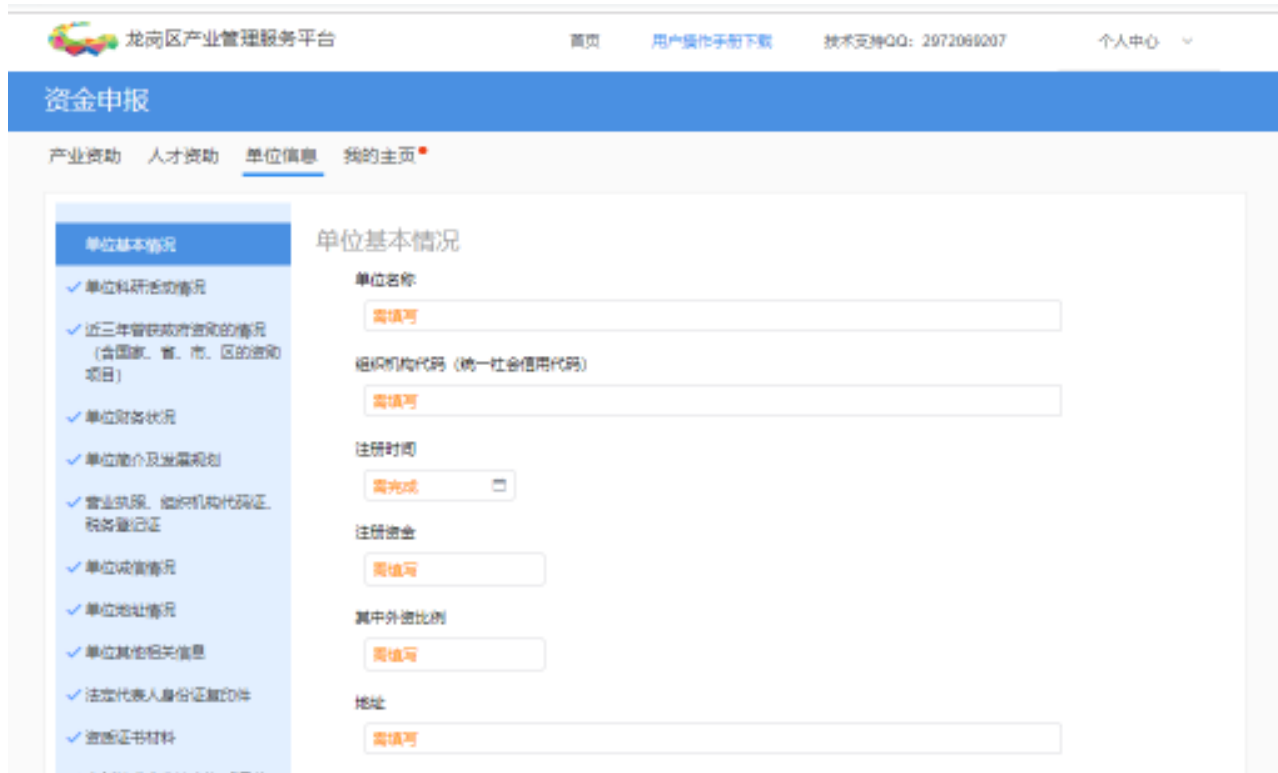 龙岗区产业管理服务平台
首页
用户操作手册下载
技术支持QQ：2972069207
个人中心
资金申报
产业资助
人才资助
单位信息
我的主页
单位基本情况
单位科研活动情况
近三年曾获政府资助的情况
（含国家、省、市、区的资助
项目）
单位财务状况
单位简介及发展规划
营业执照、组织机构代码证、
税务登记证
单位诚信情况
单位地址情况
单位其他相关信息
法定代表人身份证复印件
资质证书材料
单位基本情况
单位名称
需填写
组织机构代码（统一社会信用代码）
需填写
注册时间
需完成
注册资金
需填写
其中外资比例
需填写
地址
需填写